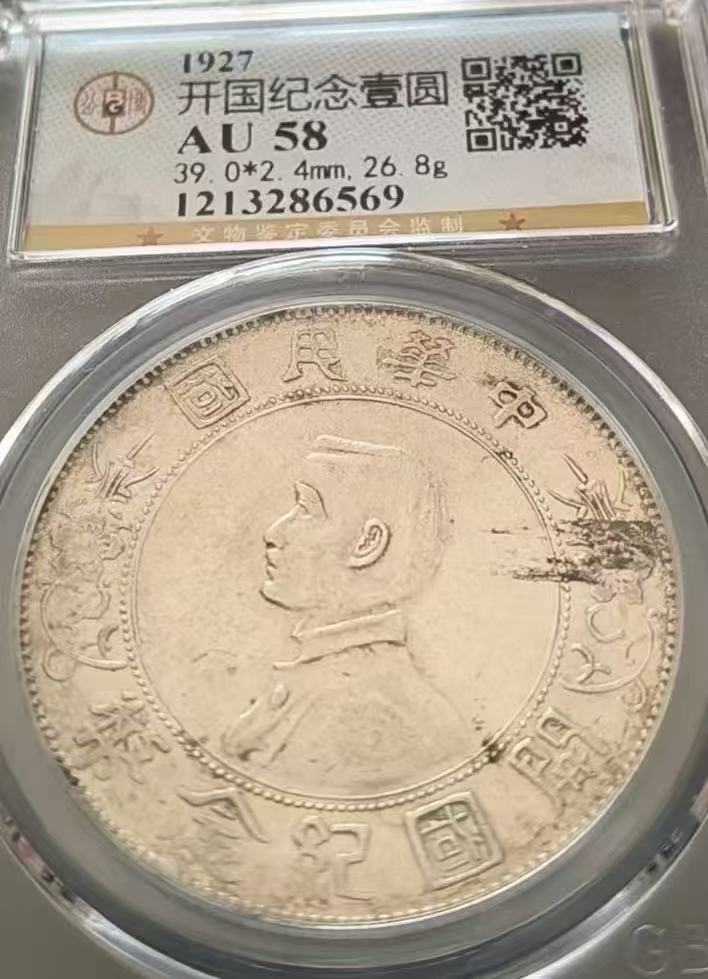 1927
开国纪念壹圆
AU 58
39.0*2.4mm, 26.8g
1213286569
文物鉴定委员会监制
中華民國
開國紀念幣
GB